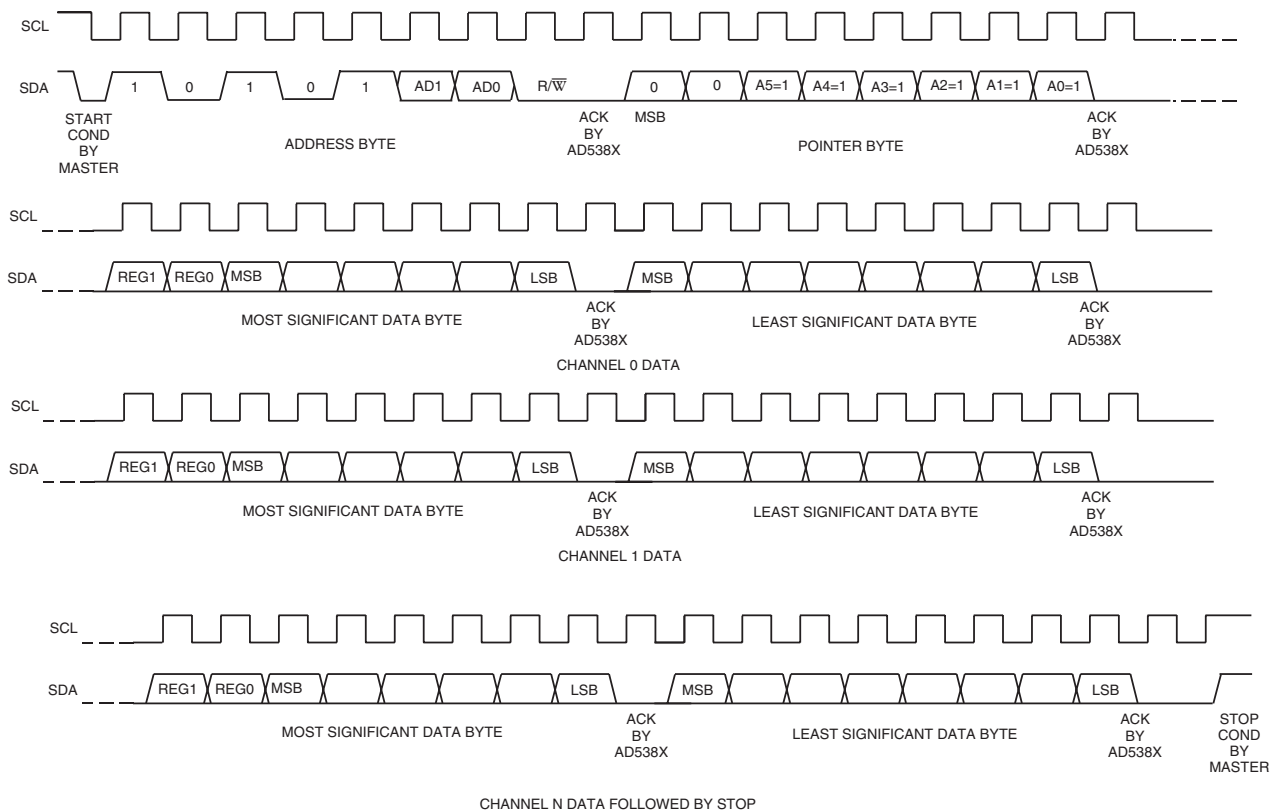 SCL
SDA 1 0 1 0 1 AD1 AD0 R/W̅ 0 0 A5=1 A4=1 A3=1 A2=1 A1=1 A0=1
START COND BY MASTER
ADDRESS BYTE
ACK BY AD538X
MSB
POINTER BYTE
ACK BY AD538X
SCL
SDA REG1 REG0 MSB LSB MSB LSB
MOST SIGNIFICANT DATA BYTE
ACK BY AD538X
LEAST SIGNIFICANT DATA BYTE
ACK BY AD538X
CHANNEL 0 DATA
SCL
SDA REG1 REG0 MSB LSB MSB LSB
MOST SIGNIFICANT DATA BYTE
ACK BY AD538X
LEAST SIGNIFICANT DATA BYTE
ACK BY AD538X
CHANNEL 1 DATA
SCL
SDA REG1 REG0 MSB LSB MSB LSB
MOST SIGNIFICANT DATA BYTE
ACK BY AD538X
LEAST SIGNIFICANT DATA BYTE
ACK BY AD538X
STOP COND BY MASTER
CHANNEL N DATA FOLLOWED BY STOP